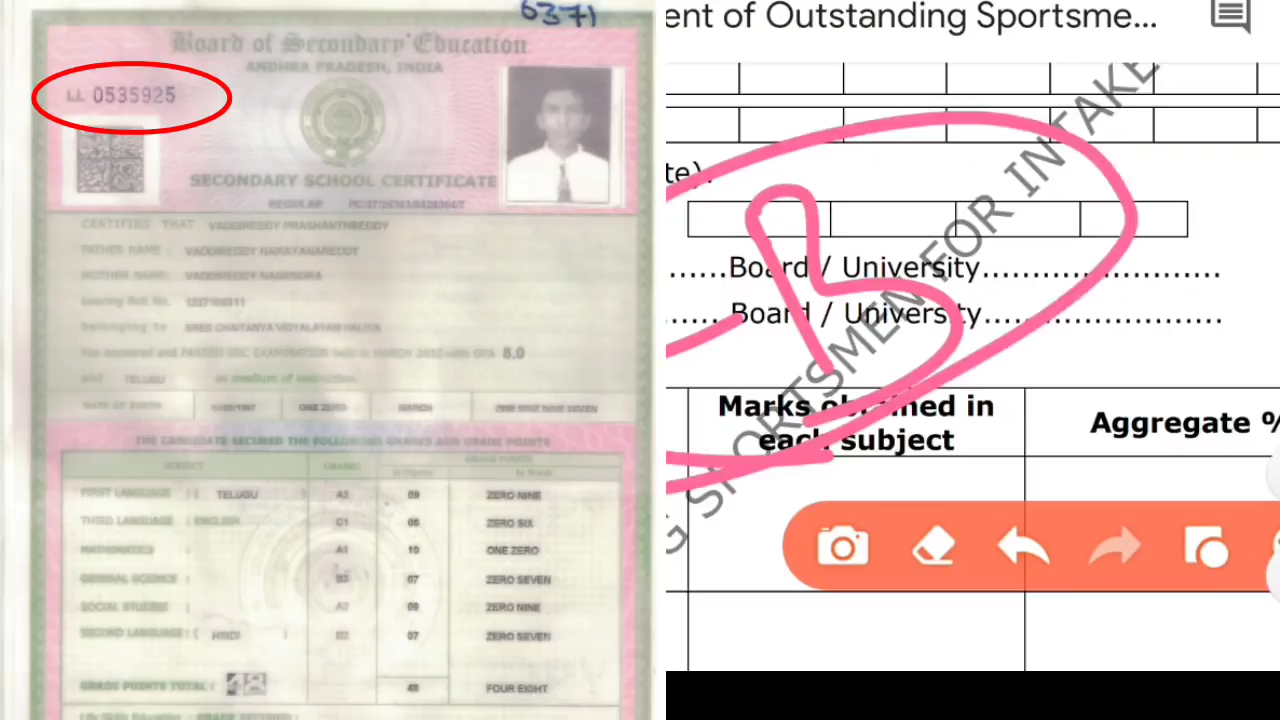 6371
Board of Secondary Education
ANDHRA PRADESH, INDIA
LL 0535925
SECONDARY SCHOOL CERTIFICATE
REGULAR
CERTIFIED THAT VADDIREDDY PRASHANTHREDDY
FATHER NAME : VADDIREDDY NARAYANAREDDY
MOTHER NAME: VADDIREDDY NAGENDRA
bearing Roll No.
belonging to SREE CHAITANYA VIDYALAYAM HALIYA
has appeared and PASSED SSC EXAMINATION held in MARCH 2012 with GPA 8.0
and TELUGU as medium of instruction.
DATE OF BIRTH ONE ZERO MARCH ONE NINE NINE SEVEN
THE CANDIDATE SECURED THE FOLLOWING GRADES AND GRADE POINTS
SUBJECT GRADE GRADE POINTS
In Figures In Words
FIRST LANGUAGE : ( TELUGU ) A2 09 ZERO NINE
THIRD LANGUAGE : ENGLISH C1 06 ZERO SIX
MATHEMATICS : A1 10 ONE ZERO
GENERAL SCIENCE : B2 07 ZERO SEVEN
SOCIAL STUDIES : A2 09 ZERO NINE
SECOND LANGUAGE: ( HINDI ) B2 07 ZERO SEVEN
GRADE POINTS TOTAL : 48 48 FOUR EIGHT
ent of Outstanding Sportsme...
te).
......Board / University..........................
...... Board / University..........................
Marks obtained in
each subject
Aggregate %
G SPORTSMEN FOR INTAKE